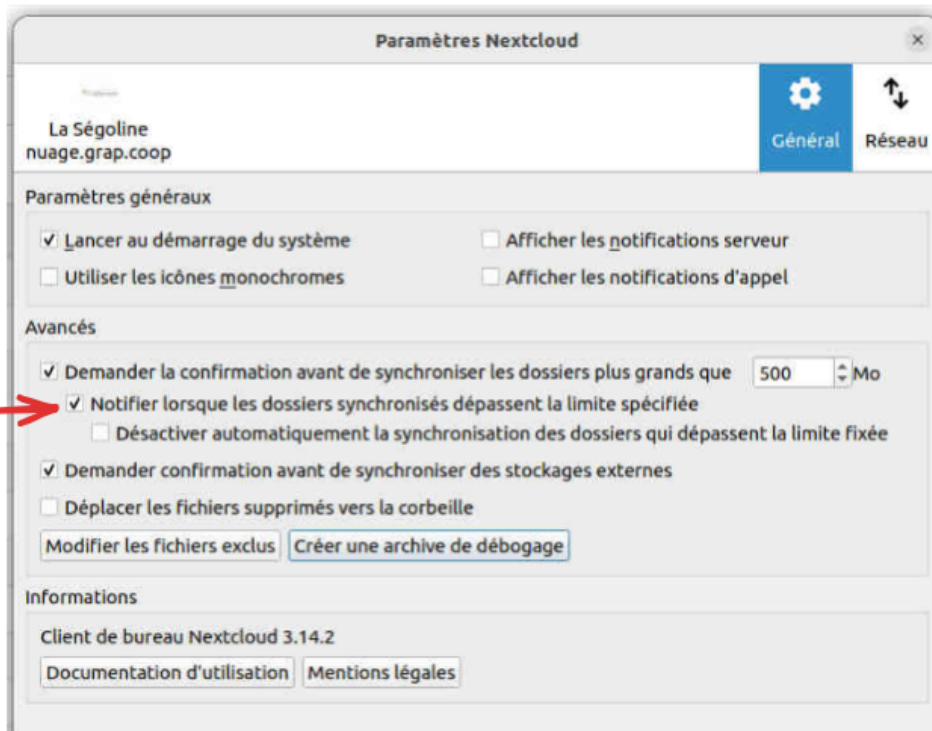 Paramètres Nextcloud
La Ségoline
nuage.grap.coop
Général
Réseau
Paramètres généraux
Lancer au démarrage du système
Afficher les notifications serveur
Utiliser les icônes monochromes
Afficher les notifications d'appel
Avancés
Demander la confirmation avant de synchroniser les dossiers plus grands que 500 Mo
Notifier lorsque les dossiers synchronisés dépassent la limite spécifiée
Désactiver automatiquement la synchronisation des dossiers qui dépassent la limite fixée
Demander confirmation avant de synchroniser des stockages externes
Déplacer les fichiers supprimés vers la corbeille
Modifier les fichiers exclus Créer une archive de débogage
Informations
Client de bureau Nextcloud 3.14.2
Documentation d'utilisation Mentions légales